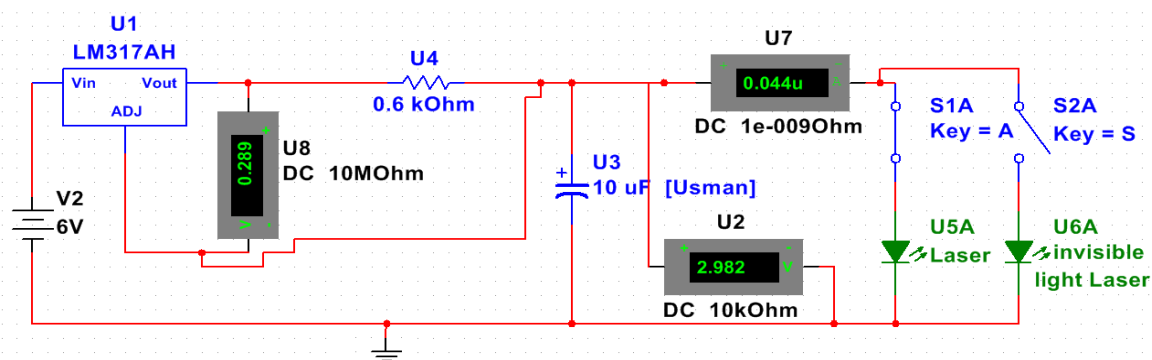 U1
LM317AH
Vin Vout
ADJ
U4
0.6 kOhm
U7
+ -
0.044u
DC 1e-009Ohm
S1A
Key = A
S2A
Key = S
+
0.289
V -
U8
DC 10MOhm
V2
6V
+
U3
10 uF [Usman]
U2
+ -
2.982 V
DC 10kOhm
U5A
Laser
U6A
invisible
light Laser